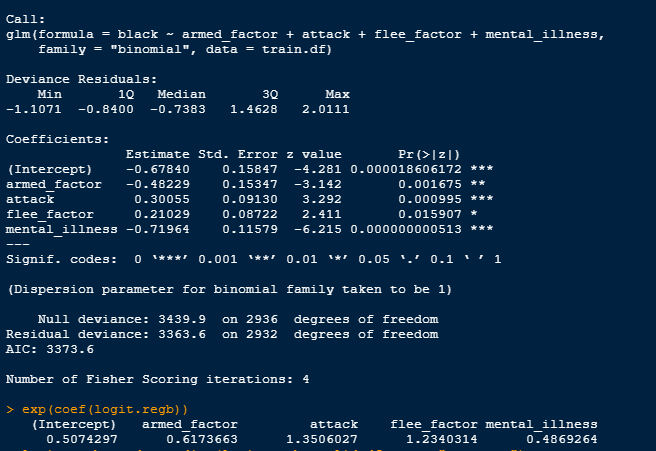 Call:
glm(formula = black ~ armed_factor + attack + flee_factor + mental_illness,
    family = "binomial", data = train.df)
Deviance Residuals:
    Min       1Q   Median       3Q      Max
-1.1071  -0.8400  -0.7383   1.4628   2.0111
Coefficients:
               Estimate Std. Error z value       Pr(>|z|)
(Intercept)    -0.67840    0.15847  -4.281 0.000018606172 ***
armed_factor   -0.48229    0.15347  -3.142       0.001675 **
attack          0.30055    0.09130   3.292       0.000995 ***
flee_factor     0.21029    0.08722   2.411       0.015907 *
mental_illness -0.71964    0.11579  -6.215 0.000000000513 ***
---
Signif. codes:  0 ‘***’ 0.001 ‘**’ 0.01 ‘*’ 0.05 ‘.’ 0.1 ‘ ’ 1
(Dispersion parameter for binomial family taken to be 1)
    Null deviance: 3439.9  on 2936  degrees of freedom
Residual deviance: 3363.6  on 2932  degrees of freedom
AIC: 3373.6
Number of Fisher Scoring iterations: 4
> exp(coef(logit.regb))
   (Intercept)   armed_factor         attack    flee_factor mental_illness
     0.5074297      0.6173663      1.3506027      1.2340314      0.4869264